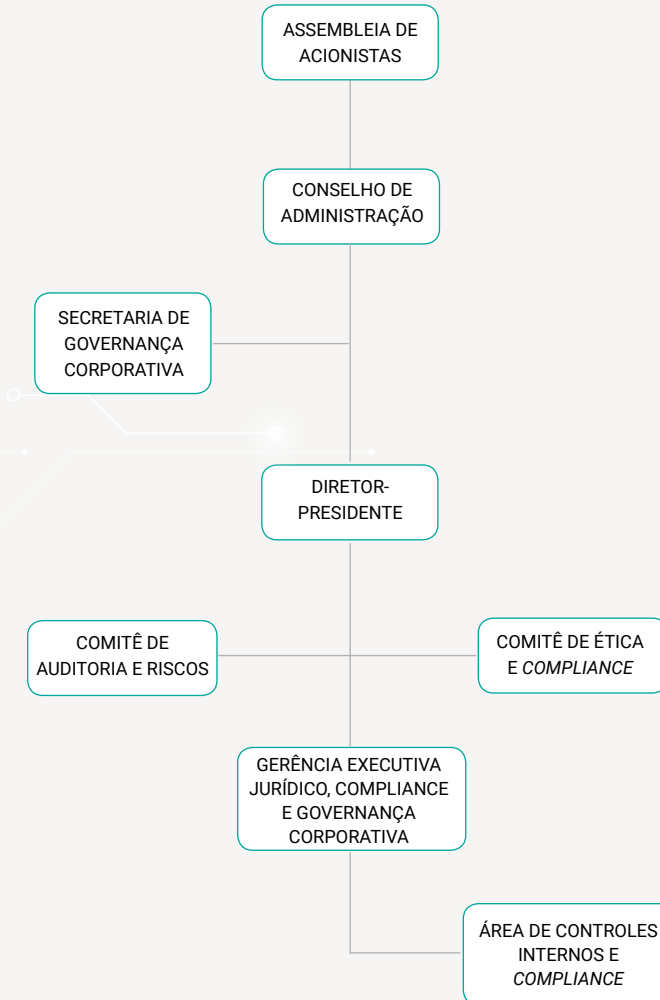 ASSEMBLEIA DE
ACIONISTAS
CONSELHO DE
ADMINISTRAÇÃO
SECRETARIA DE
GOVERNANÇA
CORPORATIVA
DIRETOR-
PRESIDENTE
COMITÊ DE
AUDITORIA E RISCOS
COMITÊ DE ÉTICA
E COMPLIANCE
GERÊNCIA EXECUTIVA
JURÍDICO, COMPLIANCE
E GOVERNANÇA
CORPORATIVA
ÁREA DE CONTROLES
INTERNOS E
COMPLIANCE